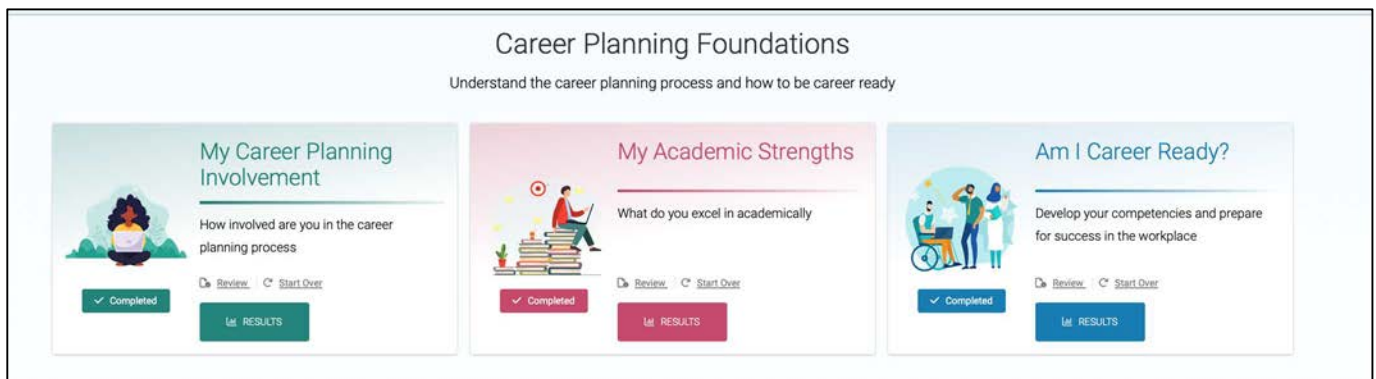 Career Planning Foundations
Understand the career planning process and how to be career ready
My Career Planning
Involvement
How involved are you in the career
planning process
Review
Start Over
Completed
RESULTS
My Academic Strengths
What do you excel in academically
Review
Start Over
Completed
RESULTS
Am I Career Ready?
Develop your competencies and prepare
for success in the workplace
Review
Start Over
Completed
RESULTS